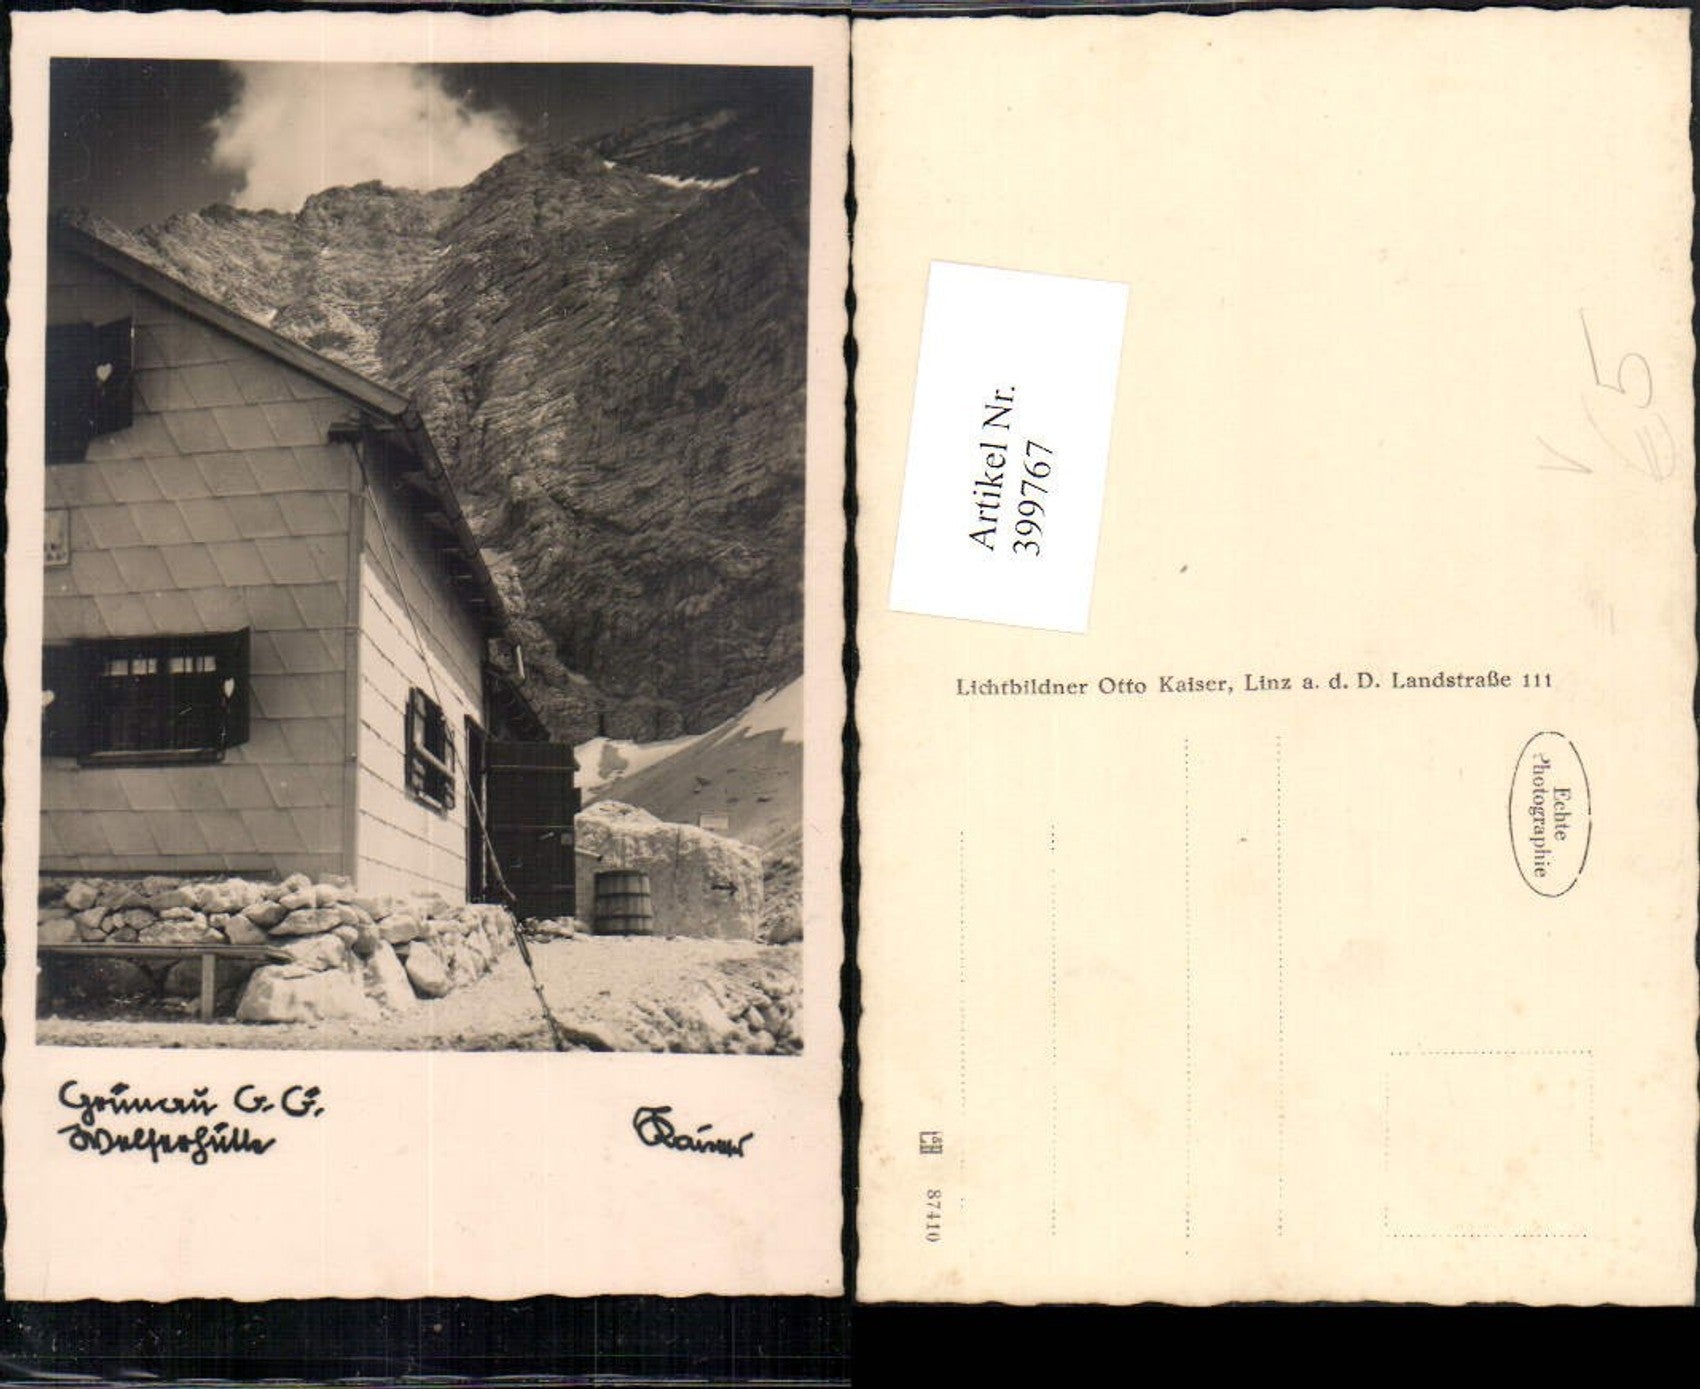 Grünau O. Ö.
Welserhütte
Kaiser
Artikel Nr.
399767
Lichtbildner Otto Kaiser, Linz a. d. D. Landstraße 111
Echte
Photographie
87410